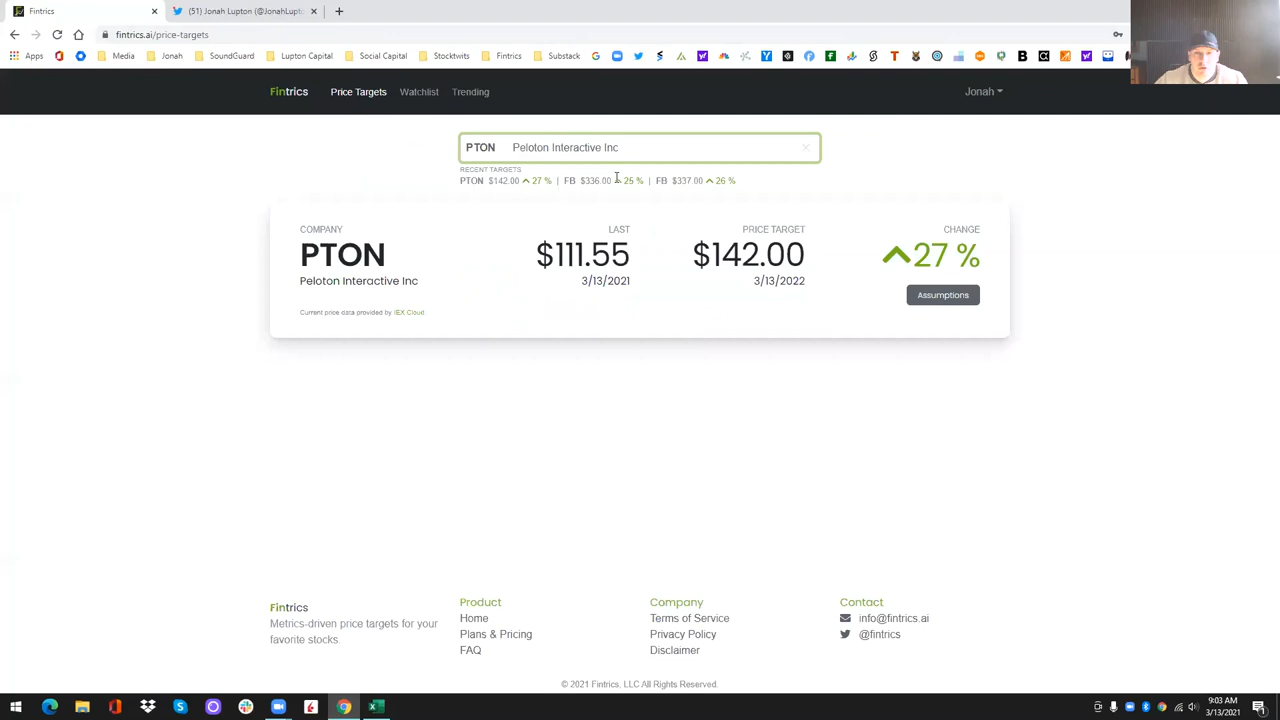 Fintrics
(51) Jonah Lupton (@JonahLupto
fintrics.ai/price-targets
Apps
Media
Jonah
SoundGuard
Lupton Capital
Social Capital
Stocktwits
Fintrics
Substack
Fintrics
Price Targets
Watchlist
Trending
Jonah
PTON Peloton Interactive Inc
RECENT TARGETS
PTON $142.00 27 % | FB $336.00 25 % | FB $337.00 26 %
COMPANY
LAST
PRICE TARGET
CHANGE
PTON
$111.55
$142.00
27 %
Peloton Interactive Inc
3/13/2021
3/13/2022
Assumptions
Current price data provided by IEX Cloud
Fintrics
Metrics-driven price targets for your
favorite stocks.
Product
Home
Plans & Pricing
FAQ
Company
Terms of Service
Privacy Policy
Disclaimer
Contact
info@fintrics.ai
@fintrics
© 2021 Fintrics, LLC All Rights Reserved.
9:03 AM
3/13/2021